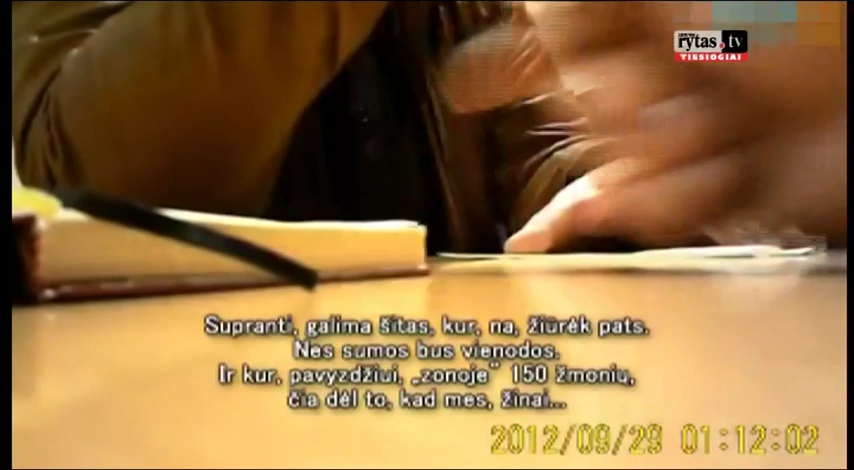 rytas.tv
TIESIOGIAI
Supranti, galima šitas, kur, na, žiūrėk pats.
Nes sumos bus vienodos.
Ir kur, pavyzdžiui, „zonoje“ 150 žmonių,
čia dėl to, kad mes, žinai...
2012/09/29 01:12:02